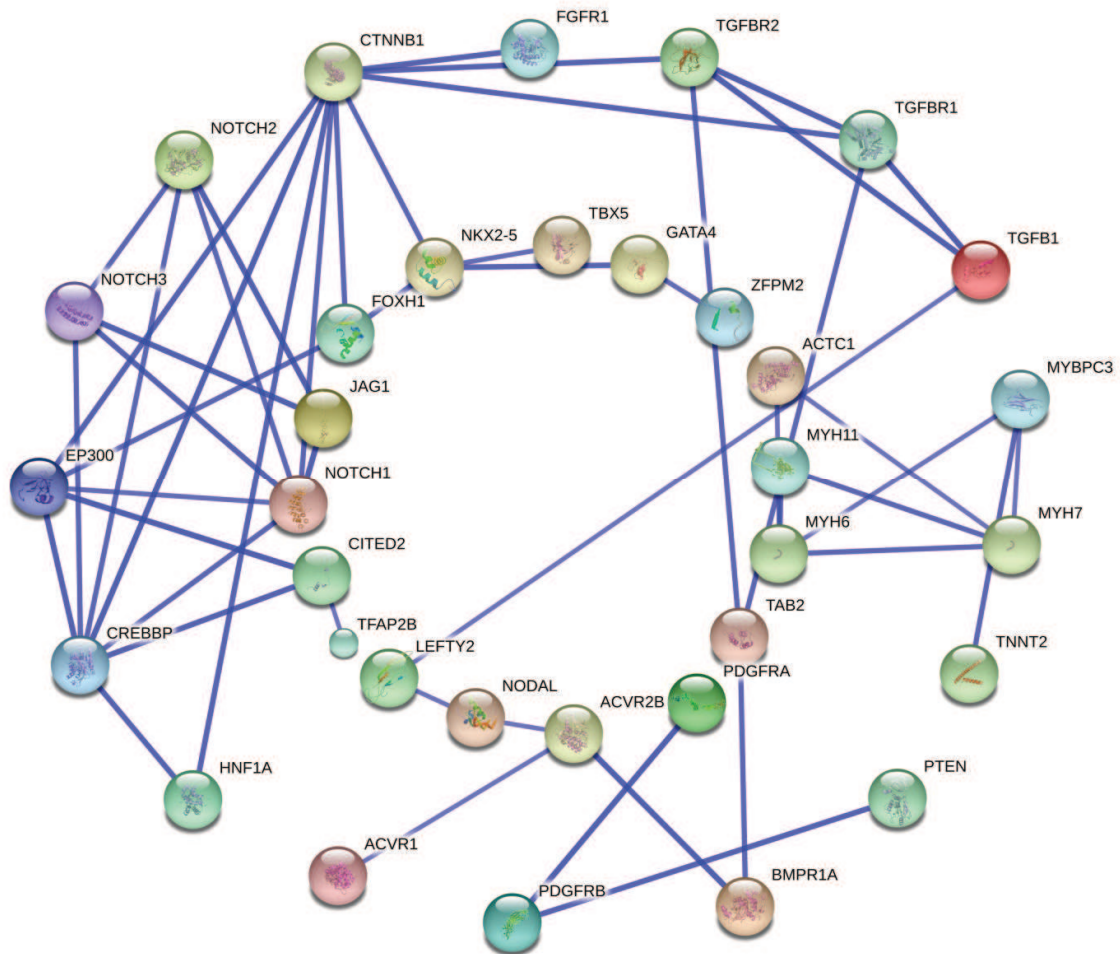 FGFR1
TGFBR2
CTNNB1
TGFBR1
NOTCH2
TBX5
NKX2-5
GATA4
TGFB1
NOTCH3
ZFPM2
FOXH1
ACTC1
MYBPC3
JAG1
MYH11
EP300
NOTCH1
MYH6
MYH7
CITED2
TAB2
TFAP2B
CREBBP
LEFTY2
TNNT2
PDGFRA
NODAL
ACVR2B
HNF1A
PTEN
ACVR1
BMPR1A
PDGFRB